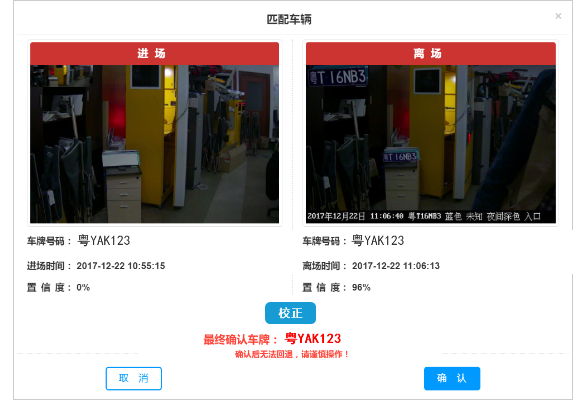 匹配车辆
×
进 场
离 场
粤T 16NB3
粤T 16NB3
2017年12月22日 11:06:40 粤T16NB3 蓝色 未知 夜间深色 入口
车牌号码： 粤YAK123
车牌号码： 粤YAK123
进场时间： 2017-12-22 10:55:15
离场时间： 2017-12-22 11:06:13
置 信 度： 0%
置 信 度： 96%
校正
最终确认车牌： 粤YAK123
确认后无法回退，请谨慎操作！
取 消
确 认